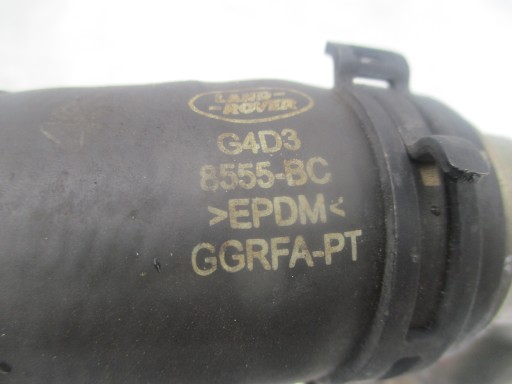 LAND-
-ROVER
G4D3
8555-BC
>EPDM<
GGRFA-PT